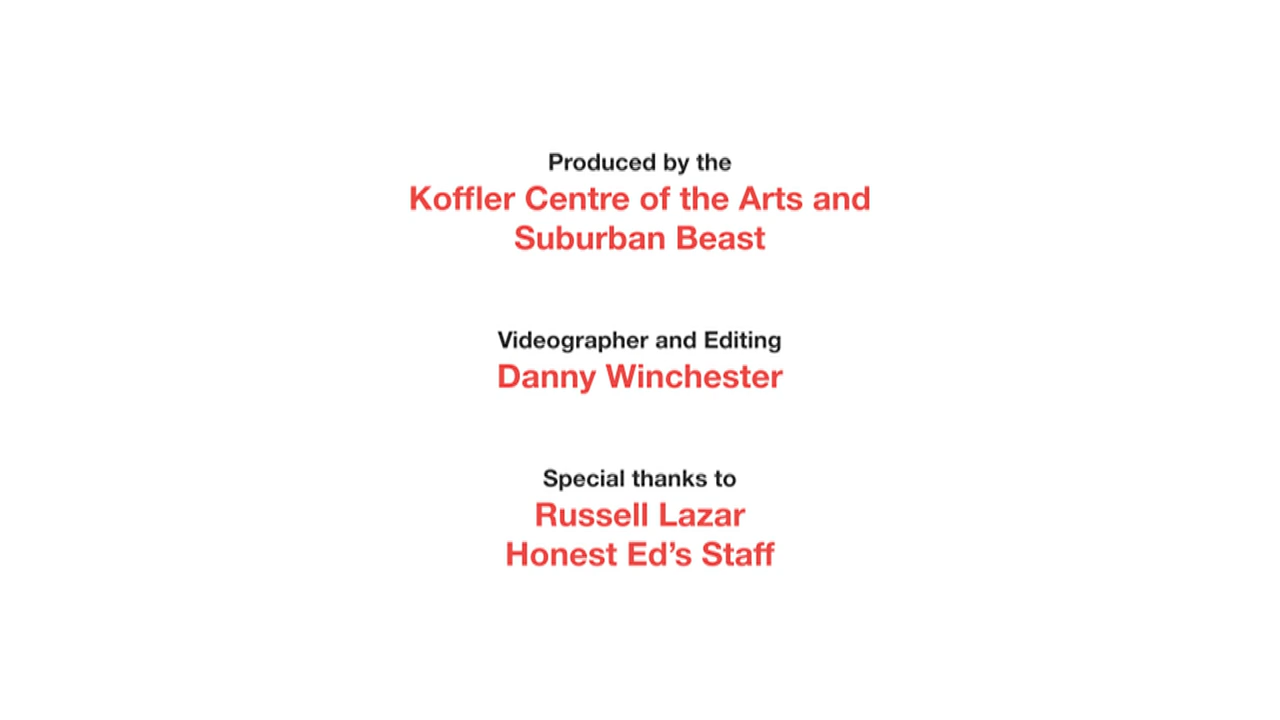 Produced by the
Koffler Centre of the Arts and
Suburban Beast
Videographer and Editing
Danny Winchester
Special thanks to
Russell Lazar
Honest Ed’s Staff